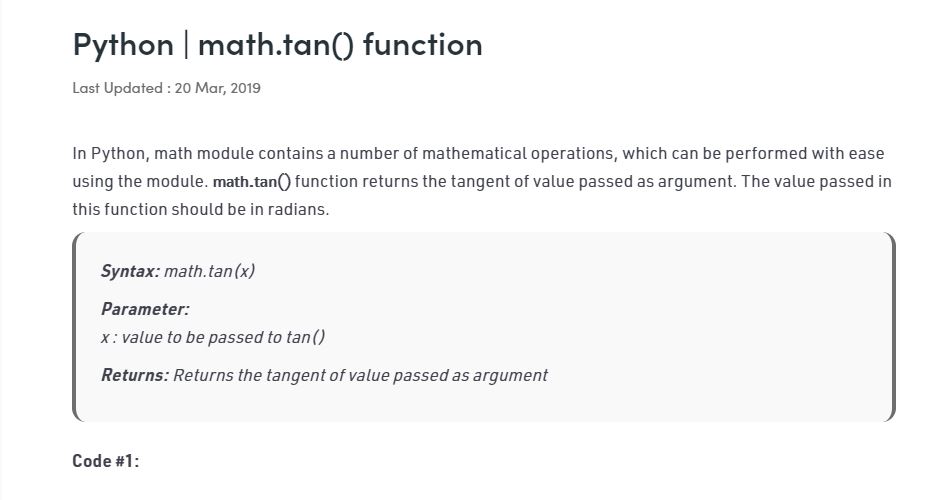 Python | math.tan() function
Last Updated : 20 Mar, 2019
In Python, math module contains a number of mathematical operations, which can be performed with ease
using the module. math.tan() function returns the tangent of value passed as argument. The value passed in
this function should be in radians.
Syntax: math.tan(x)
Parameter:
x : value to be passed to tan()
Returns: Returns the tangent of value passed as argument
Code #1: